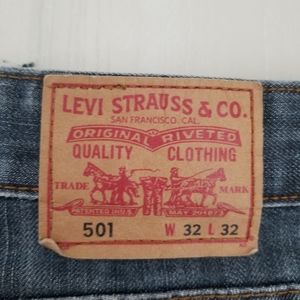 LEVI STRAUSS & CO.
SAN FRANCISCO, CAL.
ORIGINAL RIVETED
QUALITY CLOTHING
TRADE MARK
PATENTED IN U.S. MAY 20 1873
501 W 32 L 32